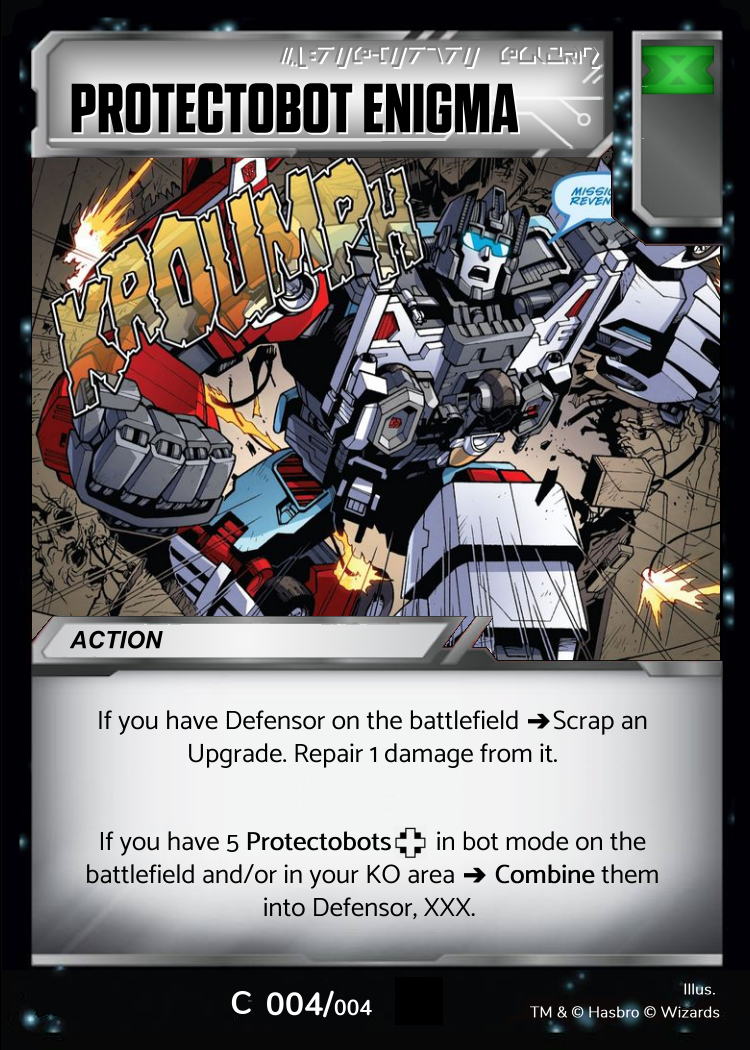 PROTECTOBOT ENIGMA
MISSIO
REVEN
KROUMPH
ACTION
If you have Defensor on the battlefield ➔Scrap an
Upgrade. Repair 1 damage from it.
If you have 5 Protectobots in bot mode on the
battlefield and/or in your KO area ➔ Combine them
into Defensor, XXX.
C 004/004
Illus.
TM & © Hasbro © Wizards